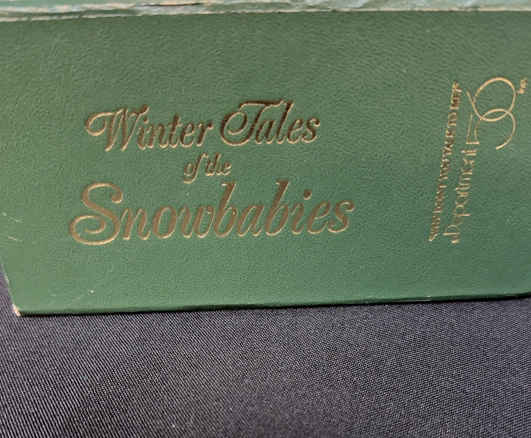 Winter Tales
of the
Snowbabies
Department 56